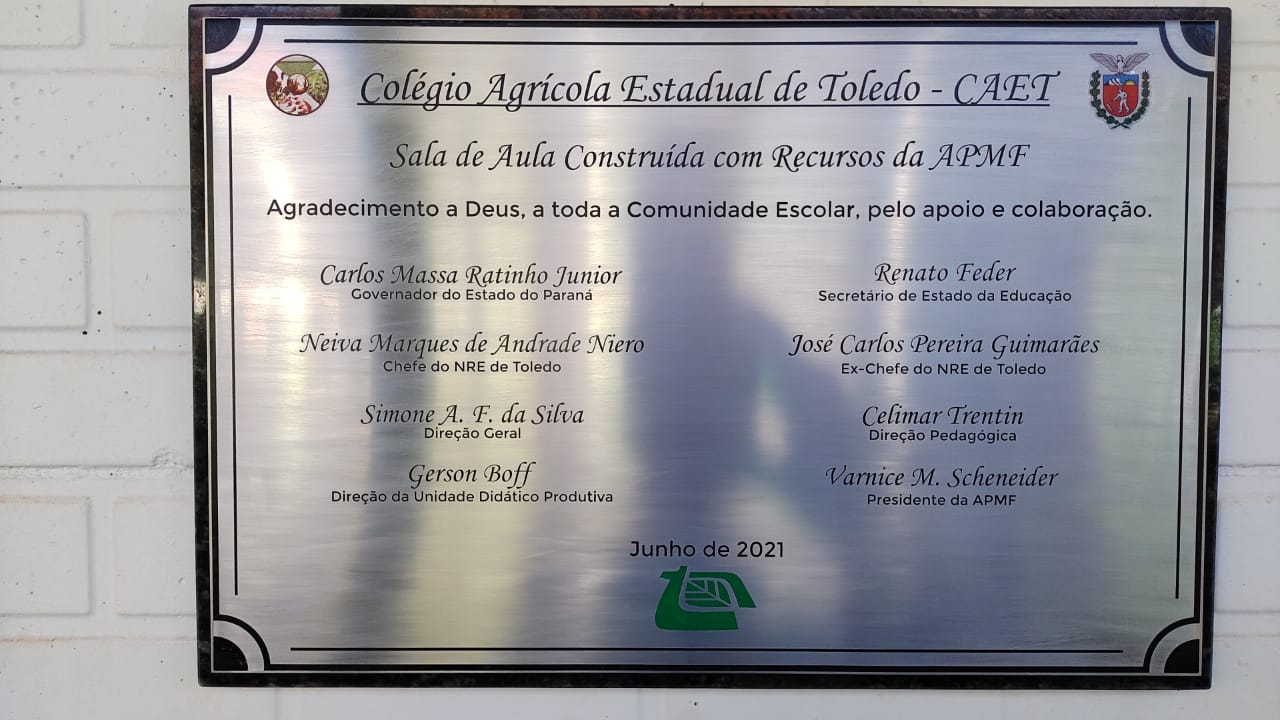 Colégio Agrícola Estadual de Toledo - CAET
Sala de Aula Construída com Recursos da APMF
Agradecimento a Deus, a toda a Comunidade Escolar, pelo apoio e colaboração.
Carlos Massa Ratinho Junior
Governador do Estado do Paraná
Renato Feder
Secretário de Estado da Educação
Neiva Marques de Andrade Niero
Chefe do NRE de Toledo
José Carlos Pereira Guimarães
Ex-Chefe do NRE de Toledo
Simone A. F. da Silva
Direção Geral
Celimar Trentin
Direção Pedagógica
Gerson Boff
Direção da Unidade Didático Produtiva
Varnice M. Scheneider
Presidente da APMF
Junho de 2021